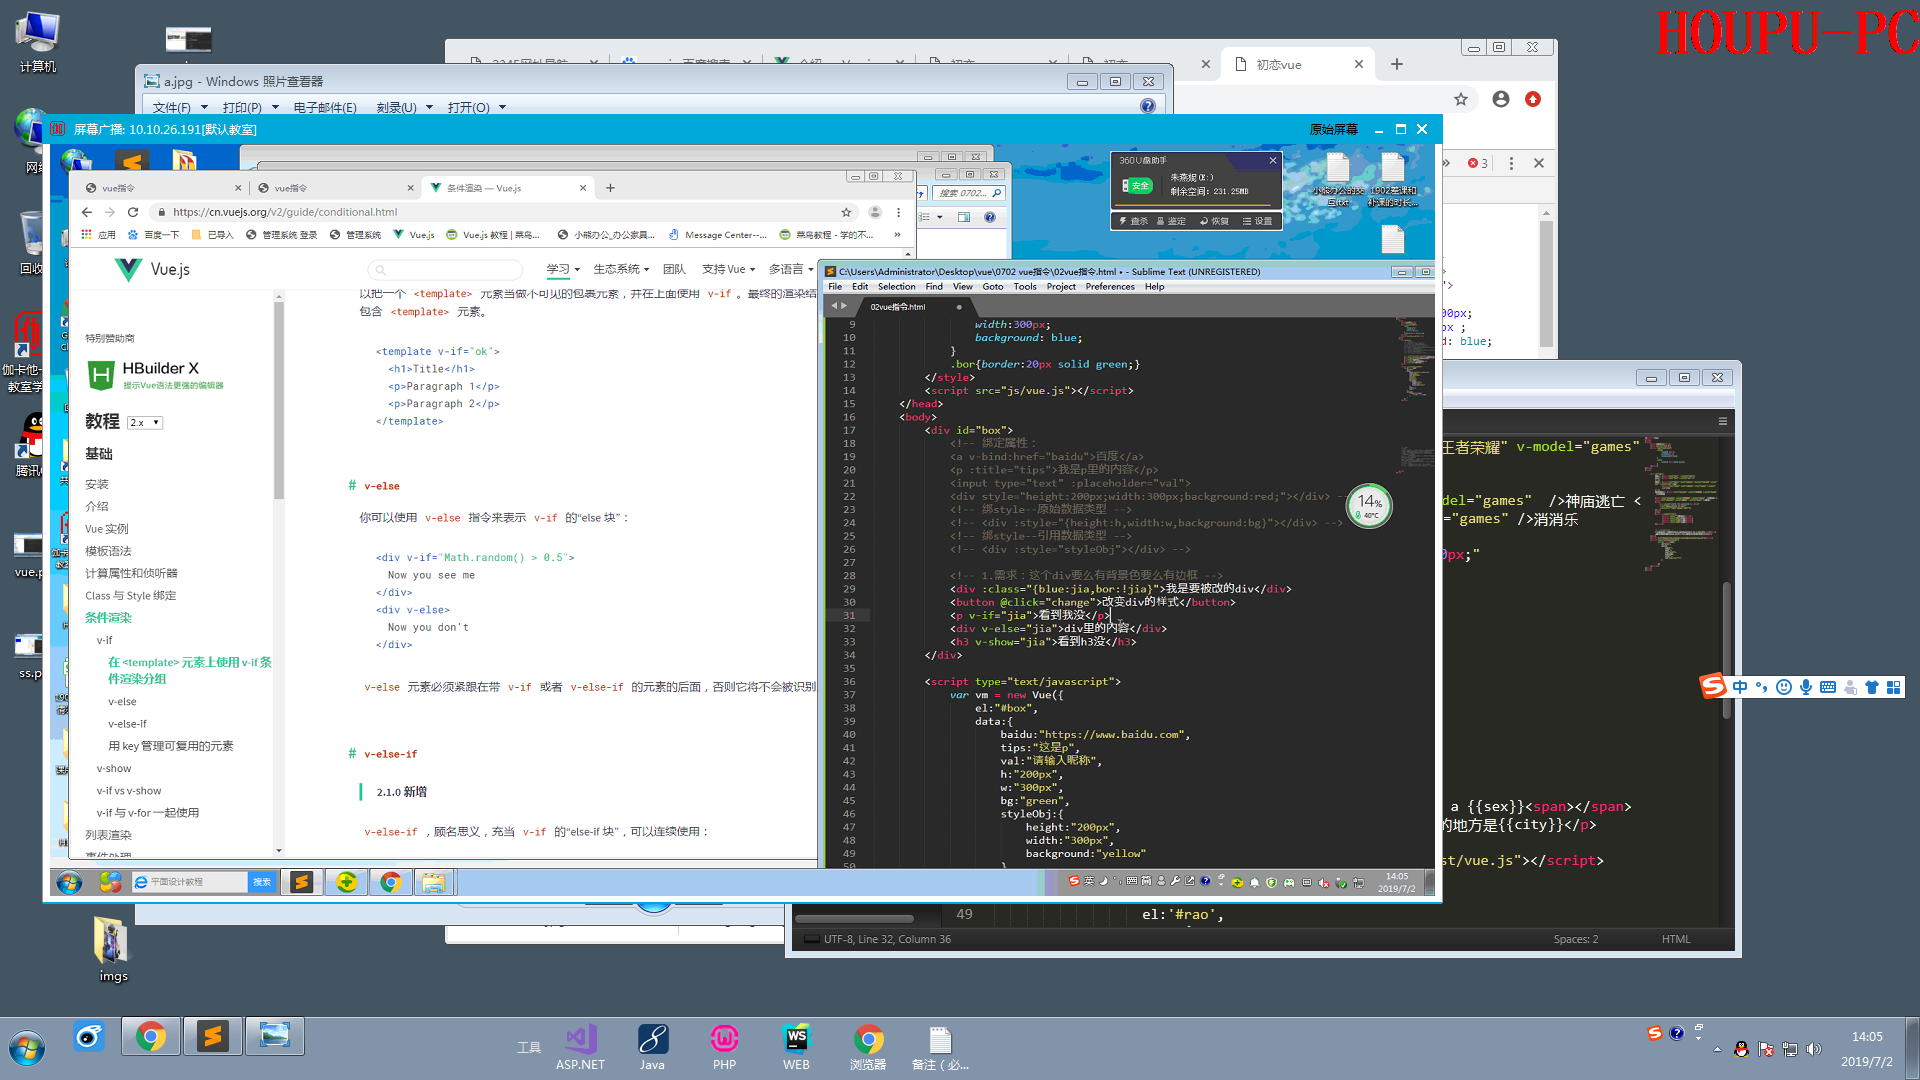 计算机
HOUPU-PC
初恋vue
a.jpg - Windows 照片查看器
文件(F)
打印(P)
电子邮件(E)
刻录(U)
打开(O)
屏幕广播: 10.10.26.191[默认教室]
原始屏幕
360U盘助手
安全
朱燕妮(E:)
剩余空间: 231.25MB
查杀
鉴定
恢复
设置
vue指令
vue指令
条件渲染 — Vue.js
搜索 0702...
https://cn.vuejs.org/v2/guide/conditional.html
应用
百度一下
已导入
管理系统 登录
管理系统
Vue.js
Vue.js 教程 | 菜鸟...
小熊办公_办公家具...
Message Center--...
菜鸟教程 - 学的不...
Vue.js
学习
生态系统
团队
支持 Vue
多语言
特别赞助商
HBuilder X
提示Vue语法更强的编辑器
教程
2.x
基础
安装
介绍
Vue 实例
模板语法
计算属性和侦听器
Class 与 Style 绑定
条件渲染
v-if
在 <template> 元素上使用 v-if 条
件渲染分组
v-else
v-else-if
用 key 管理可复用的元素
v-show
v-if vs v-show
v-if 与 v-for 一起使用
列表渲染
以把一个 <template> 元素当做不可见的包裹元素，并在上面使用 v-if 。最终的渲染结
包含 <template> 元素。
<template v-if="ok">
<h1>Title</h1>
<p>Paragraph 1</p>
<p>Paragraph 2</p>
</template>
# v-else
你可以使用 v-else 指令来表示 v-if 的“else 块”：
<div v-if="Math.random() > 0.5">
Now you see me
</div>
<div v-else>
Now you don't
</div>
v-else 元素必须紧跟在带 v-if 或者 v-else-if 的元素的后面，否则它将不会被识别
# v-else-if
2.1.0 新增
v-else-if ，顾名思义，充当 v-if 的“else-if 块”，可以连续使用：
C:\Users\Administrator\Desktop\vue\0702 vue指令\02vue指令.html • - Sublime Text (UNREGISTERED)
File Edit Selection Find View Goto Tools Project Preferences Help
02vue指令.html
9 width:300px;
10 background: blue;
11 }
12 .bor{border:20px solid green;}
13 </style>
14 <script src="js/vue.js"></script>
15 </head>
16 <body>
17 <div id="box">
18 <!-- 绑定属性：
19 <a v-bind:href="baidu">百度</a>
20 <p :title="tips">我是p里的内容</p>
21 <input type="text" :placeholder="val">
22 <div style="height:200px;width:300px;background:red;"></div> --
23 <!-- 绑style--原始数据类型 -->
24 <!-- <div :style="{height:h,width:w,background:bg}"></div> -->
25 <!-- 绑style--引用数据类型 -->
26 <!-- <div :style="styleObj"></div> -->
27
28 <!-- 1.需求：这个div要么有背景色要么有边框 -->
29 <div :class="{blue:jia,bor:!jia}">我是要被改的div</div>
30 <button @click="change">改变div的样式</button>
31 <p v-if="jia">看到我没</p>
32 <div v-else="jia">div里的内容</div>
33 <h3 v-show="jia">看到h3没</h3>
34 </div>
35
36 <script type="text/javascript">
37 var vm = new Vue({
38 el:"#box",
39 data:{
40 baidu:"https://www.baidu.com",
41 tips:"这是p",
42 val:"请输入昵称",
43 h:"200px",
44 w:"300px",
45 bg:"green",
46 styleObj:{
47 height:"200px",
48 width:"300px",
49 background:"yellow"
14%
40°C
3
blue;
王者荣耀" v-model="games"
del="games" />神庙逃亡 <
="games" />消消乐
0px;"
a {{sex}}<span></span>
的地方是{{city}}</p>
st/vue.js"></script>
49 el:'#rao',
UTF-8, Line 32, Column 36
Spaces: 2
HTML
中
平面设计教程
搜索
英
简
14:05
2019/7/2
imgs
工具
ASP.NET
Java
PHP
WEB
浏览器
备注（必...
14:05
2019/7/2